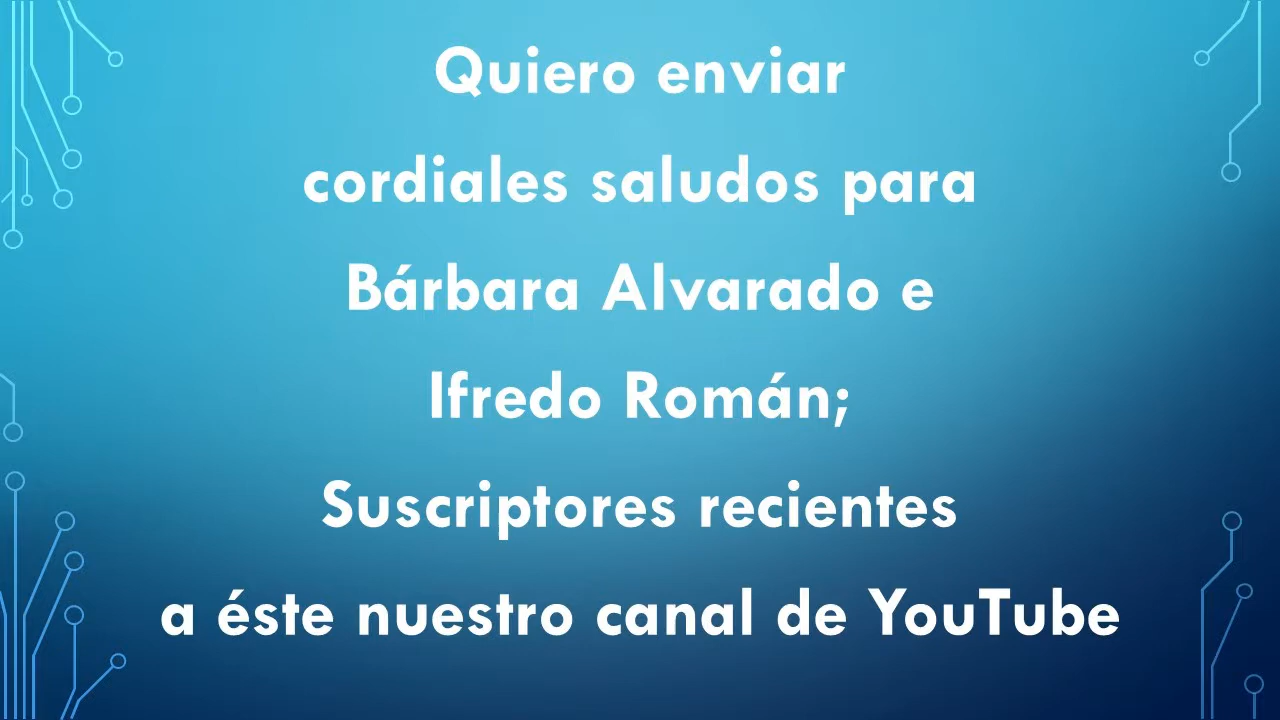 Quiero enviar
cordiales saludos para
Bárbara Alvarado e
Ifredo Román;
Suscriptores recientes
a éste nuestro canal de YouTube